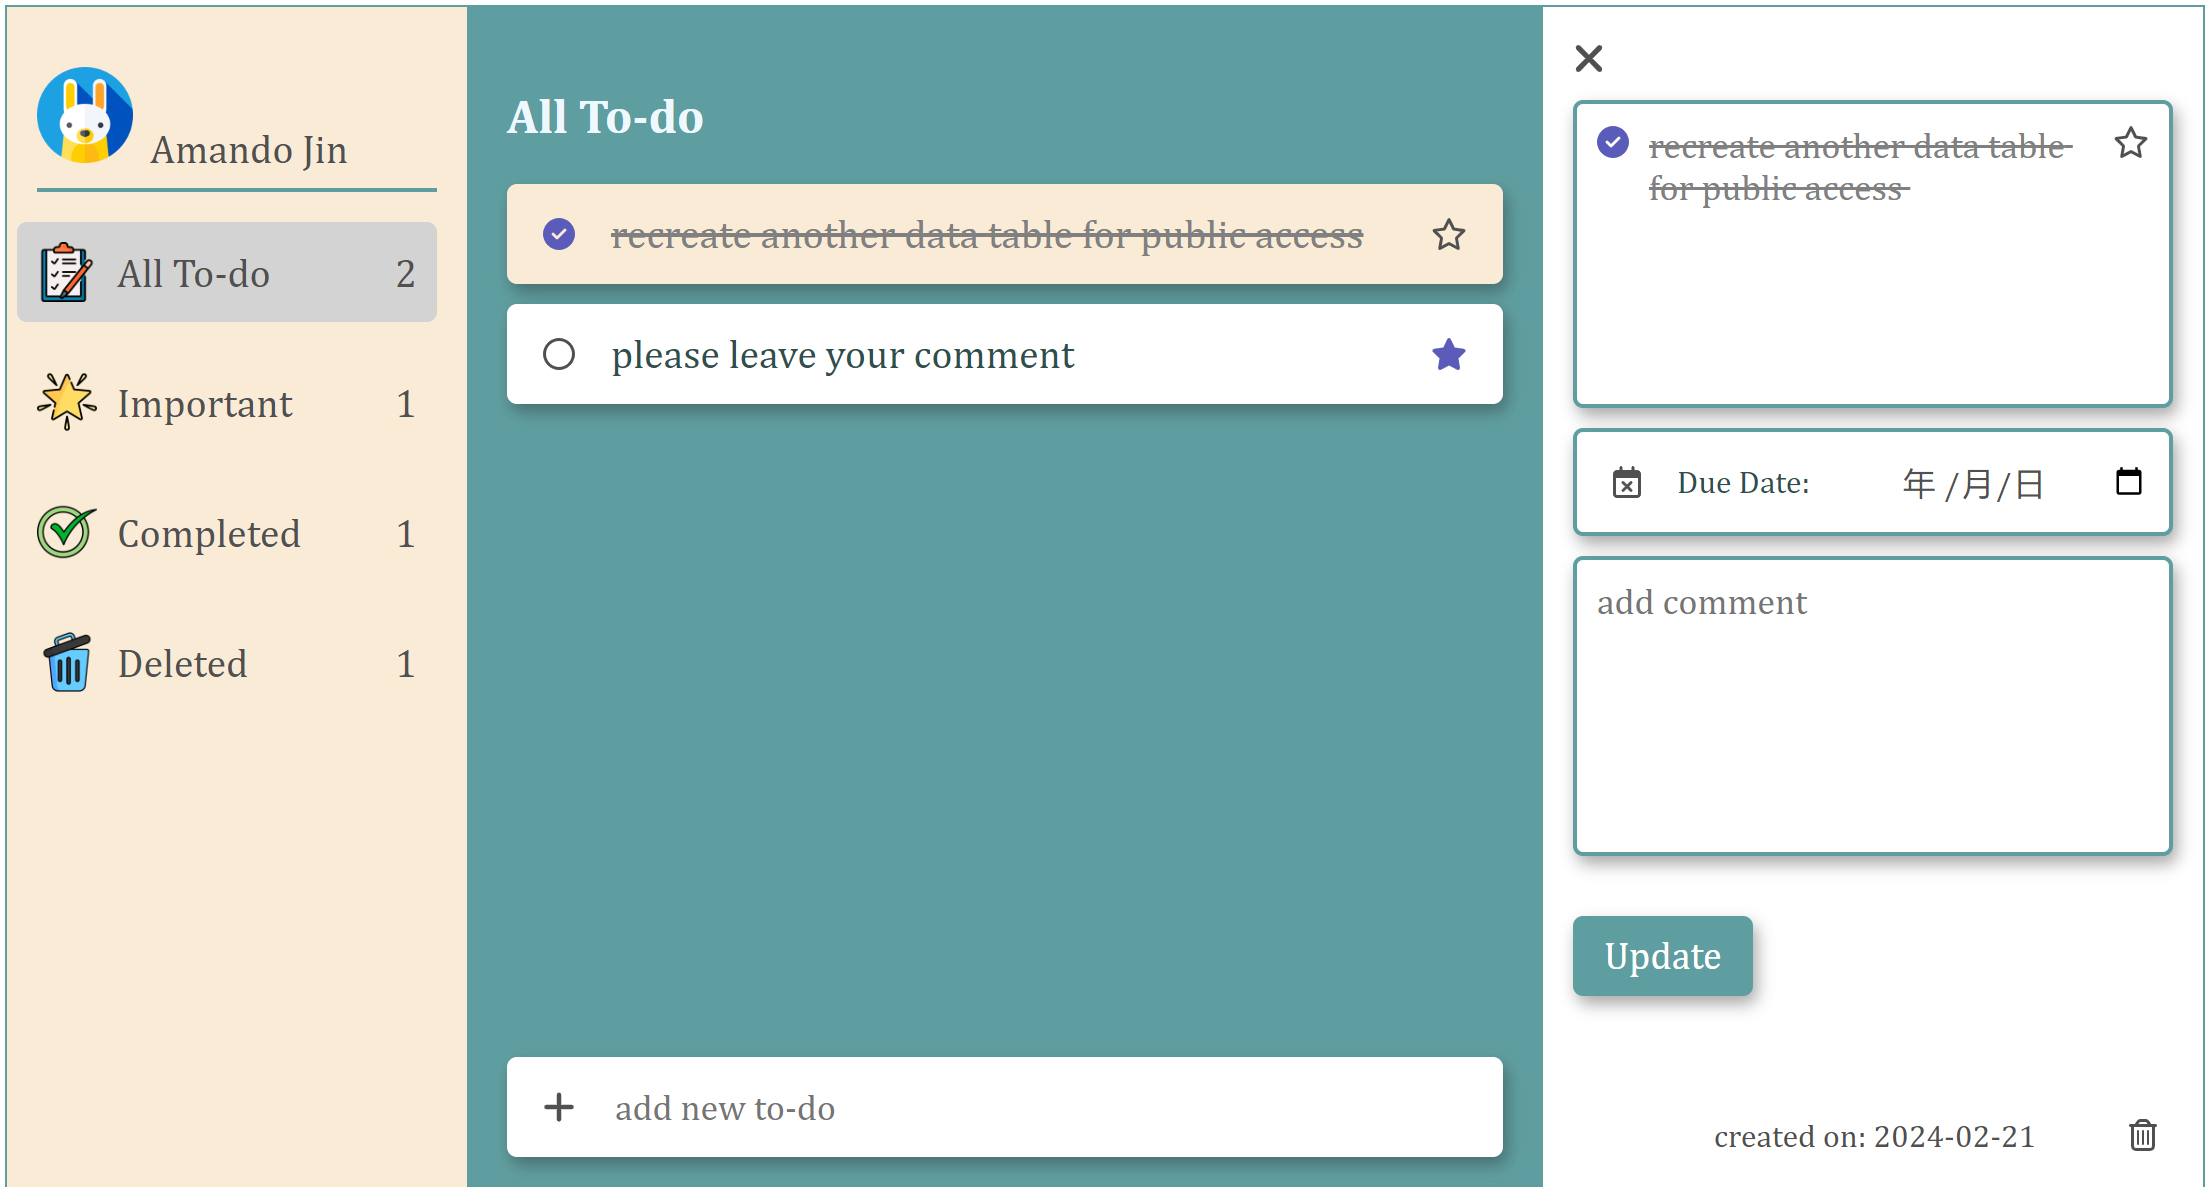 Amando Jin
All To-do 2
Important 1
Completed 1
Deleted 1
All To-do
recreate another data table for public access
please leave your comment
add new to-do
recreate another data table
for public access
Due Date: 年/月/日
add comment
Update
created on: 2024-02-21